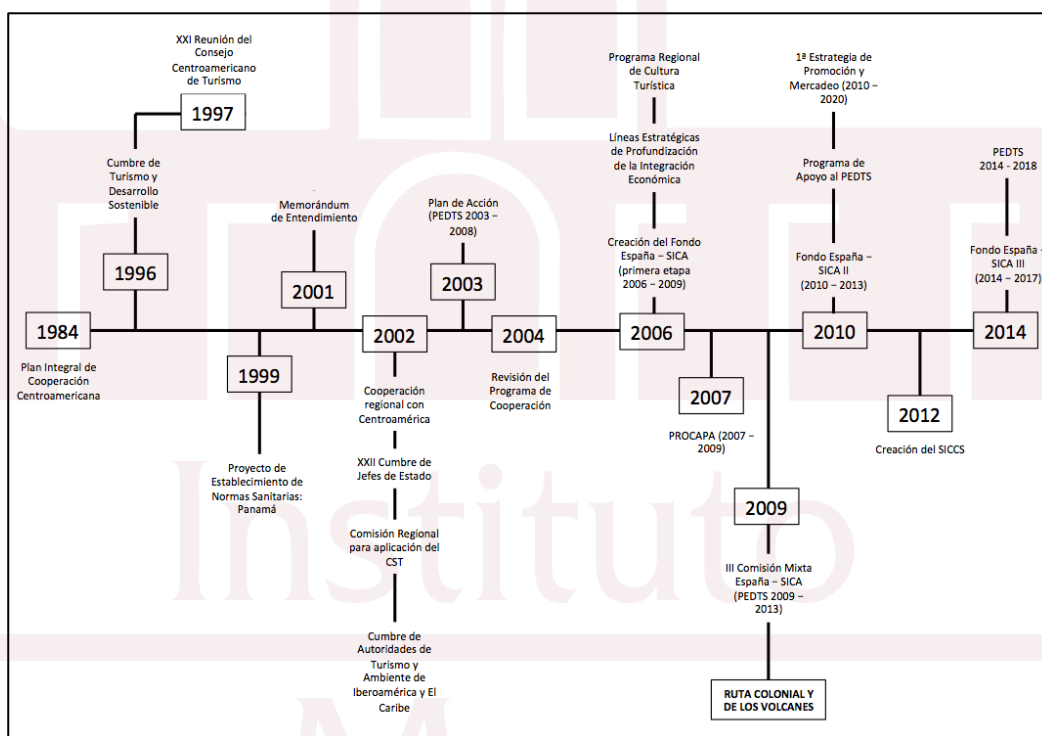 XXI Reunión del
Consejo
Centroamericano
de Turismo
1997
Cumbre de
Turismo y
Desarrollo
Sostenible
1996
1984
Plan Integral de
Cooperación
Centroamericana
1999
Proyecto de
Establecimiento de
Normas Sanitarias:
Panamá
Memorándum
de Entendimiento
2001
2002
Cooperación
regional con
Centroamérica
XXII Cumbre de
Jefes de Estado
Comisión Regional
para aplicación del
CST
Cumbre de
Autoridades de
Turismo y
Ambiente de
Iberoamérica y El
Caribe
Plan de Acción
(PEDTS 2003 –
2008)
2003
2004
Revisión del
Programa de
Cooperación
Programa Regional
de Cultura
Turística
Líneas Estratégicas
de Profundización
de la Integración
Económica
Creación del Fondo
España – SICA
(primera etapa
2006 – 2009)
2006
2007
PROCAPA (2007 –
2009)
2009
III Comisión Mixta
España – SICA
(PEDTS 2009 –
2013)
RUTA COLONIAL Y
DE LOS VOLCANES
1ª Estrategia de
Promoción y
Mercadeo (2010 –
2020)
Programa de
Apoyo al PEDTS
Fondo España –
SICA II
(2010 – 2013)
2010
2012
Creación del SICCS
PEDTS
2014 - 2018
Fondo España –
SICA III
(2014 – 2017)
2014
Instituto